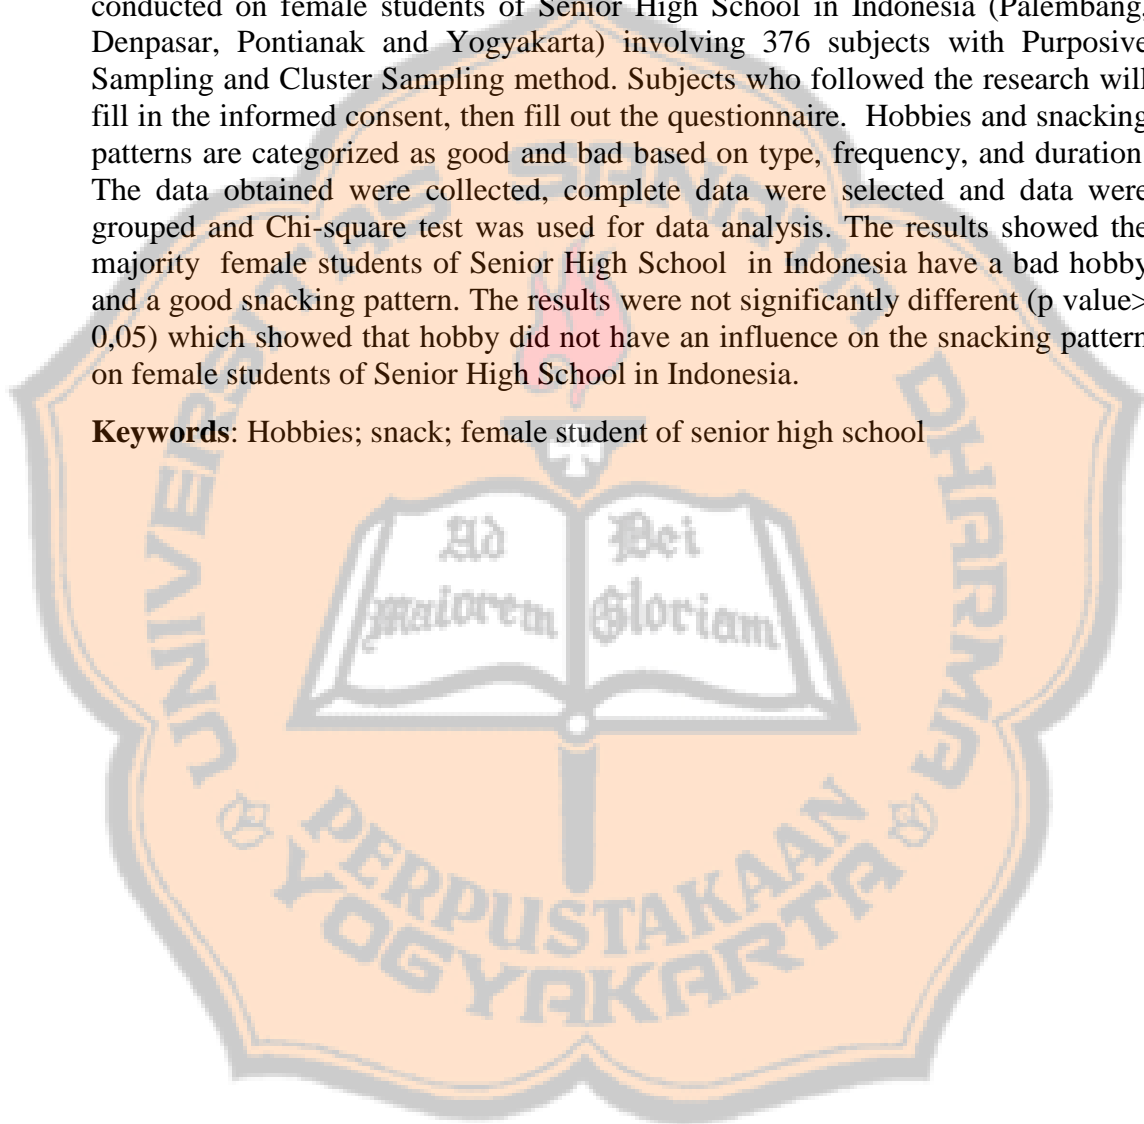 conducted on female students of Senior High School in Indonesia (Palembang,
Denpasar, Pontianak and Yogyakarta) involving 376 subjects with Purposive
Sampling and Cluster Sampling method. Subjects who followed the research will
fill in the informed consent, then fill out the questionnaire.  Hobbies and snacking
patterns are categorized as good and bad based on type, frequency, and duration.
The data obtained were collected, complete data were selected and data were
grouped and Chi-square test was used for data analysis. The results showed the
majority  female students of Senior High School  in Indonesia have a bad hobby
and a good snacking pattern. The results were not significantly different (p value>
0,05) which showed that hobby did not have an influence on the snacking pattern
on female students of Senior High School in Indonesia.
Keywords: Hobbies; snack; female student of senior high school
UNIVERSITAS SANATA DHARMA
Ad Dei
Maiorem Gloriam
PERPUSTAKAAN
YOGYAKARTA